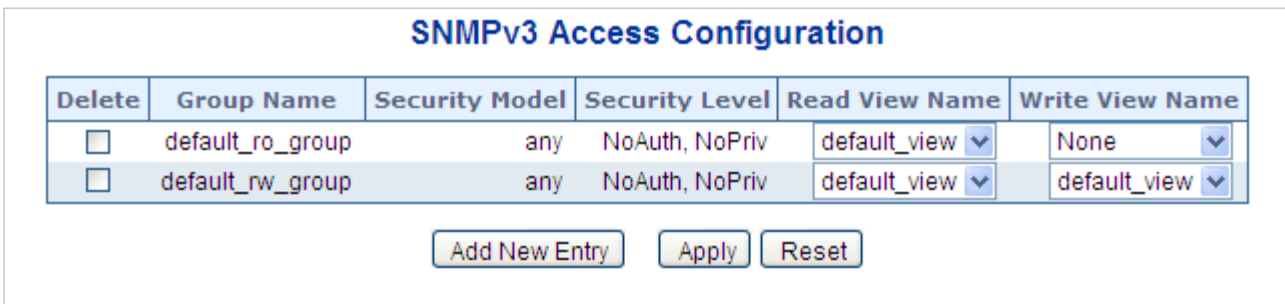 SNMPv3 Access Configuration
Delete Group Name Security Model Security Level Read View Name Write View Name
default_ro_group any NoAuth, NoPriv default_view None
default_rw_group any NoAuth, NoPriv default_view default_view
Add New Entry Apply Reset